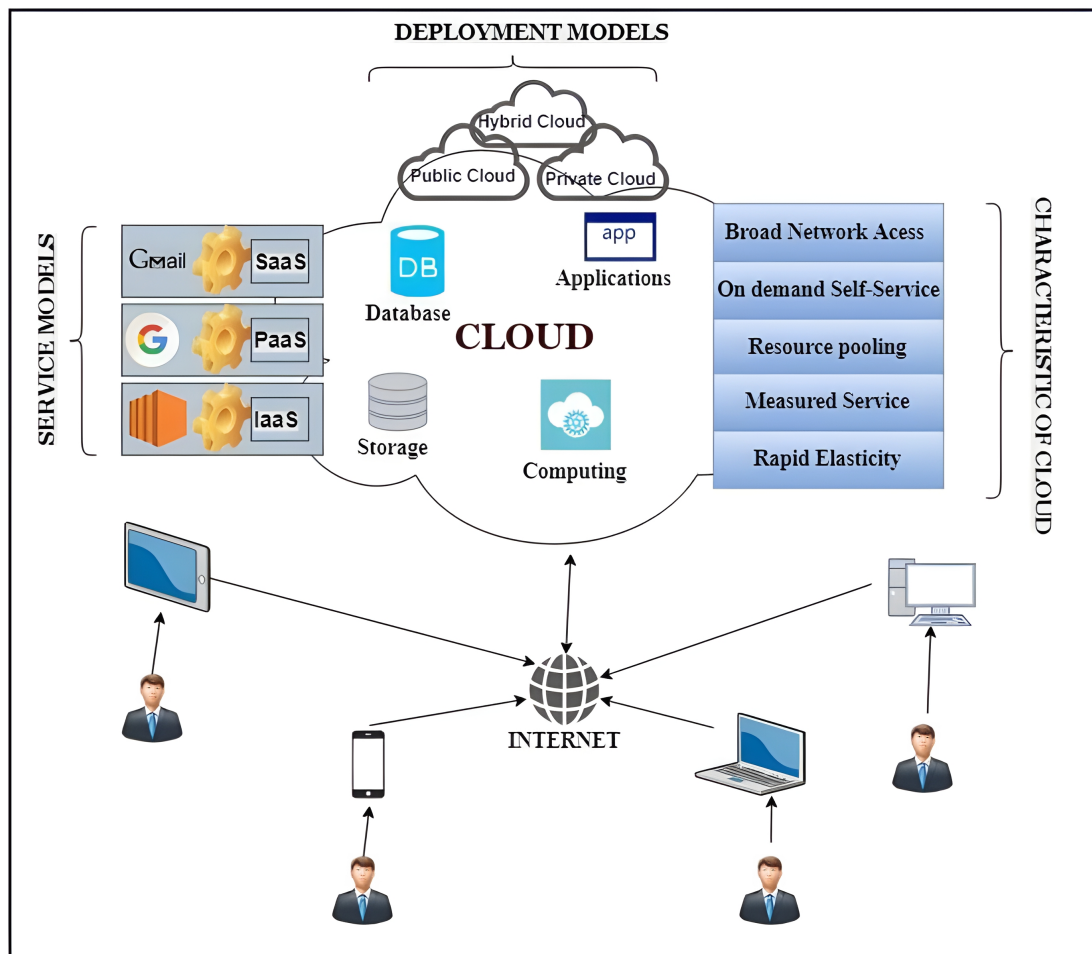 DEPLOYMENT MODELS
Hybrid Cloud
Public Cloud
Private Cloud
SERVICE MODELS
Gmail
SaaS
G
PaaS
IaaS
DB
Database
app
Applications
CLOUD
Storage
Computing
Broad Network Acess
On demand Self-Service
Resource pooling
Measured Service
Rapid Elasticity
CHARACTERISTIC OF CLOUD
INTERNET